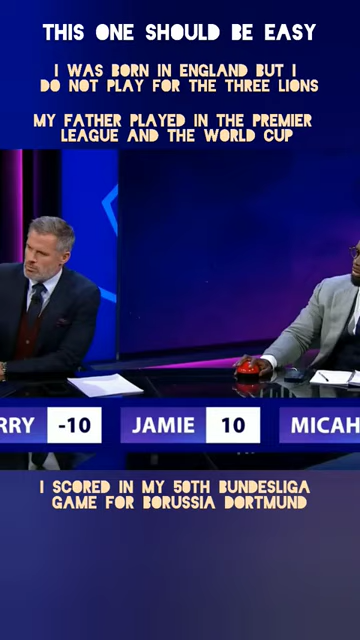 THIS ONE SHOULD BE EASY
I WAS BORN IN ENGLAND BUT I
DO NOT PLAY FOR THE THREE LIONS
MY FATHER PLAYED IN THE PREMIER
LEAGUE AND THE WORLD CUP
RRY -10 JAMIE 10 MICAH
I SCORED IN MY 50TH BUNDESLIGA
GAME FOR BORUSSIA DORTMUND